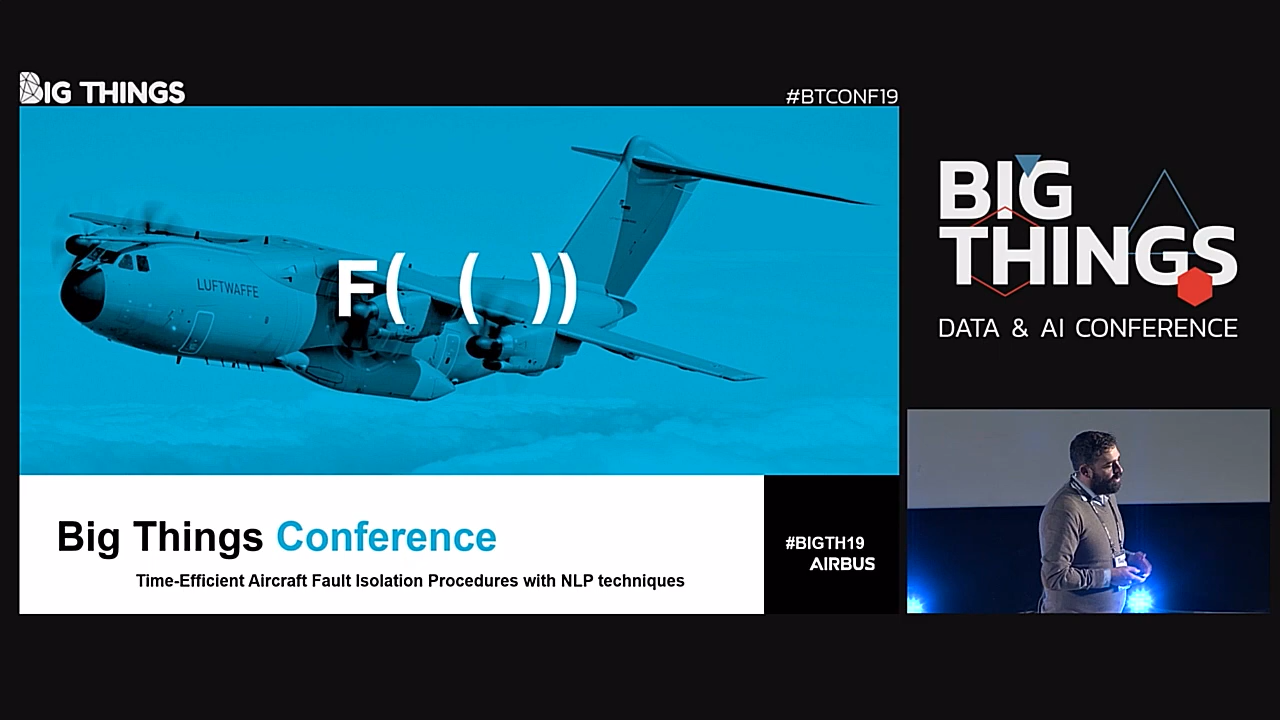 BIG THINGS
#BTCONF19
LUFTWAFFE
F( ( ))
Big Things Conference
Time-Efficient Aircraft Fault Isolation Procedures with NLP techniques
#BIGTH19
AIRBUS
BIG
THINGS
DATA & AI CONFERENCE